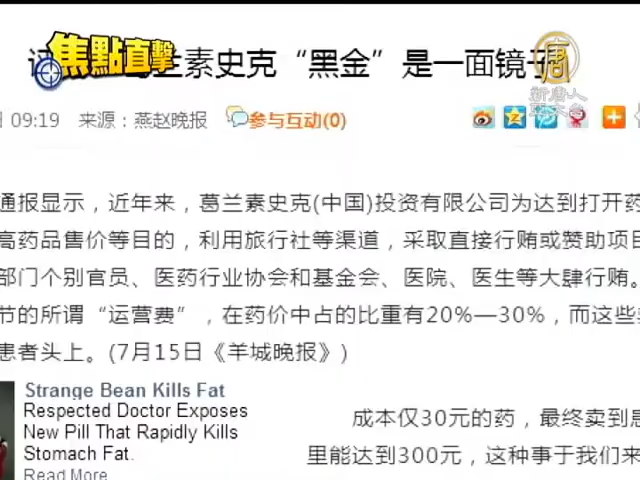 焦點直擊
兰素史克“黑金”是一面镜子
新唐人
09:19 来源：燕赵晚报 参与互动(0)
通报显示，近年来，葛兰素史克(中国)投资有限公司为达到打开药
高药品售价等目的，利用旅行社等渠道，采取直接行贿或赞助项目
部门个别官员、医药行业协会和基金会、医院、医生等大肆行贿。
节的所谓“运营费”，在药价中占的比重有20%—30%，而这些
患者头上。(7月15日《羊城晚报》)
Strange Bean Kills Fat
Respected Doctor Exposes
New Pill That Rapidly Kills
Stomach Fat.
Read More
成本仅30元的药，最终卖到患
里能达到300元，这种事于我们来